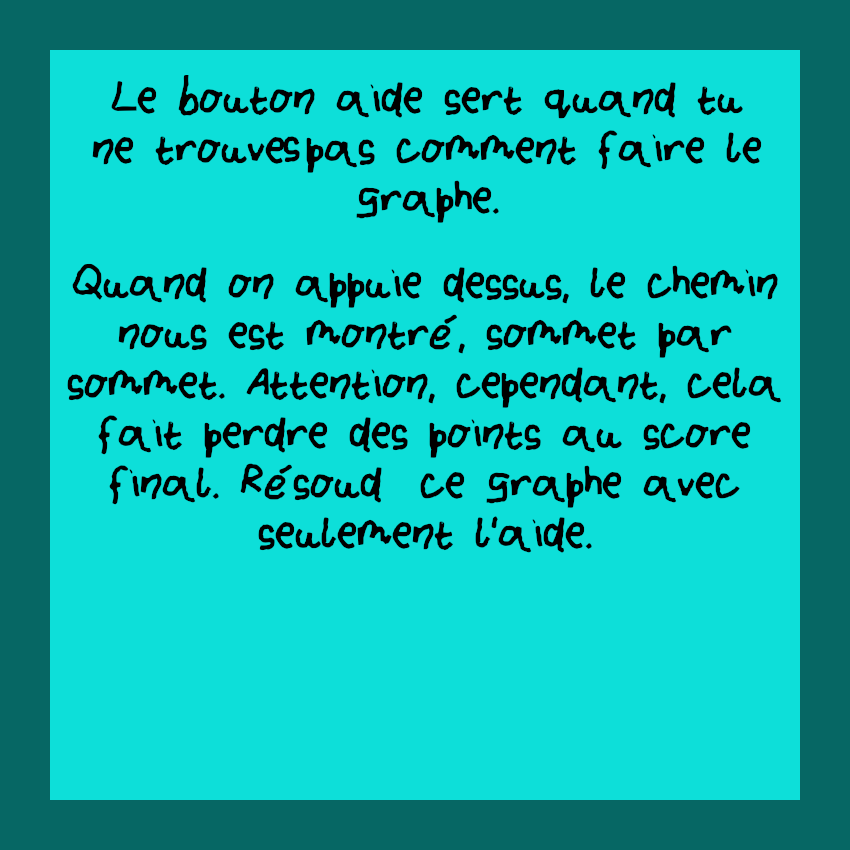 Le bouton aide sert quand tu
ne trouvespas comment faire le
graphe.
Quand on appuie dessus, le chemin
nous est montré, sommet par
sommet. Attention, cependant, cela
fait perdre des points au score
final. Résoud ce graphe avec
seulement l'aide.